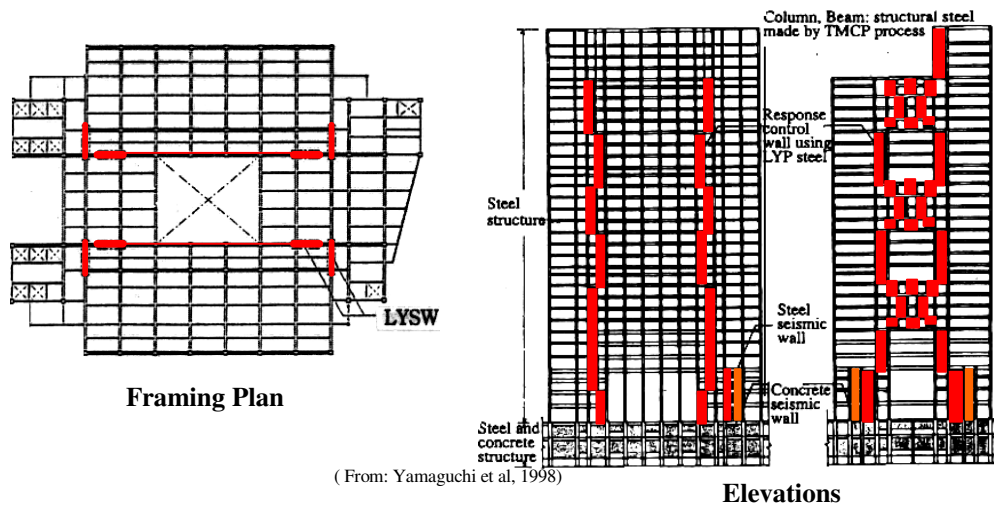 Column, Beam: structural steel
made by TMCP process
Response
control
wall using
LYP steel
Steel
structure
LYSW
Steel
seismic
wall
Framing Plan
Concrete
seismic
wall
Steel and
concrete
structure
( From: Yamaguchi et al, 1998)
Elevations